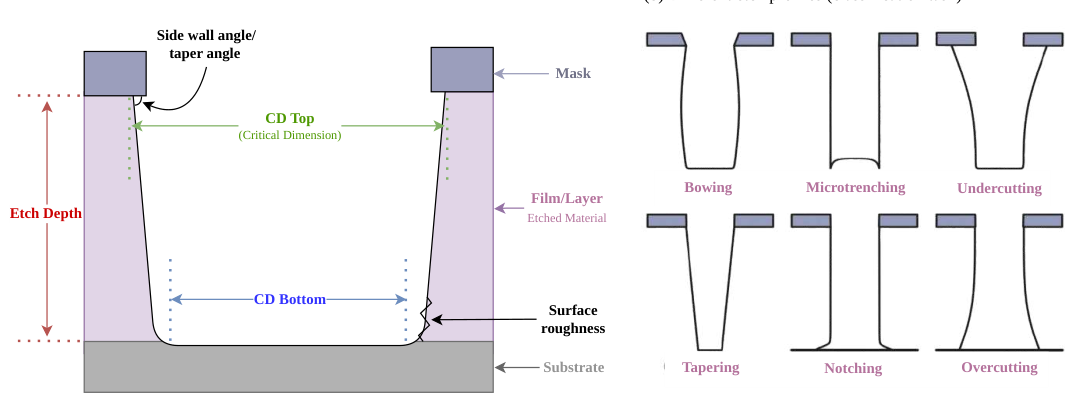 Side wall angle/
taper angle
Mask
CD Top
(Critical Dimension)
Film/Layer
Etched Material
Etch Depth
CD Bottom
Surface
roughness
Substrate
Bowing
Microtrenching
Undercutting
Tapering
Notching
Overcutting